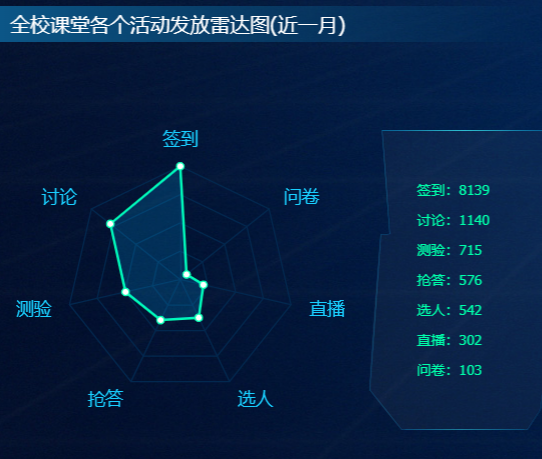 全校课堂各个活动发放雷达图(近一月)
签到
讨论
问卷
测验
直播
抢答
选人
签到：8139
讨论：1140
测验：715
抢答：576
选人：542
直播：302
问卷：103